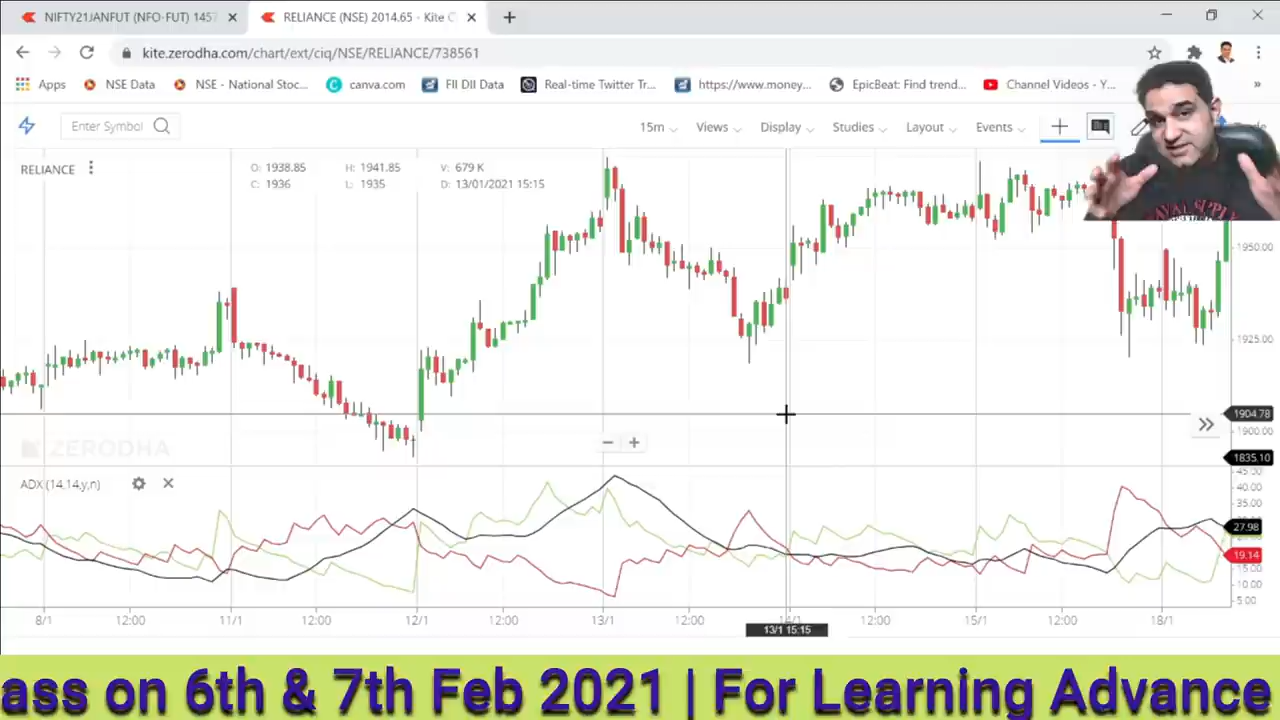 NIFTY21JANFUT (NFO-FUT) 1457
RELIANCE (NSE) 2014.65 - Kite C
kite.zerodha.com/chart/ext/ciq/NSE/RELIANCE/738561
Apps NSE Data NSE - National Stoc... canva.com FII DII Data Real-time Twitter Tr... https://www.money... EpicBeat: Find trend... Channel Videos - Y... »
Enter Symbol 15m Views Display Studies Layout Events
RELIANCE O: 1938.85 H: 1941.85 V: 679 K
C: 1936 L: 1935 D: 13/01/2021 15:15
1950.00
1925.00
1904.78
1900.00
ZERODHA
1835.10
ADX (14,14,y,n)
45.00
40.00
35.00
27.98
19.14
15.00
10.00
5.00
8/1 12:00 11/1 12:00 12/1 12:00 13/1 12:00 14/1 12:00 15/1 12:00 18/1
13/1 15:15
ass on 6th & 7th Feb 2021 | For Learning Advance